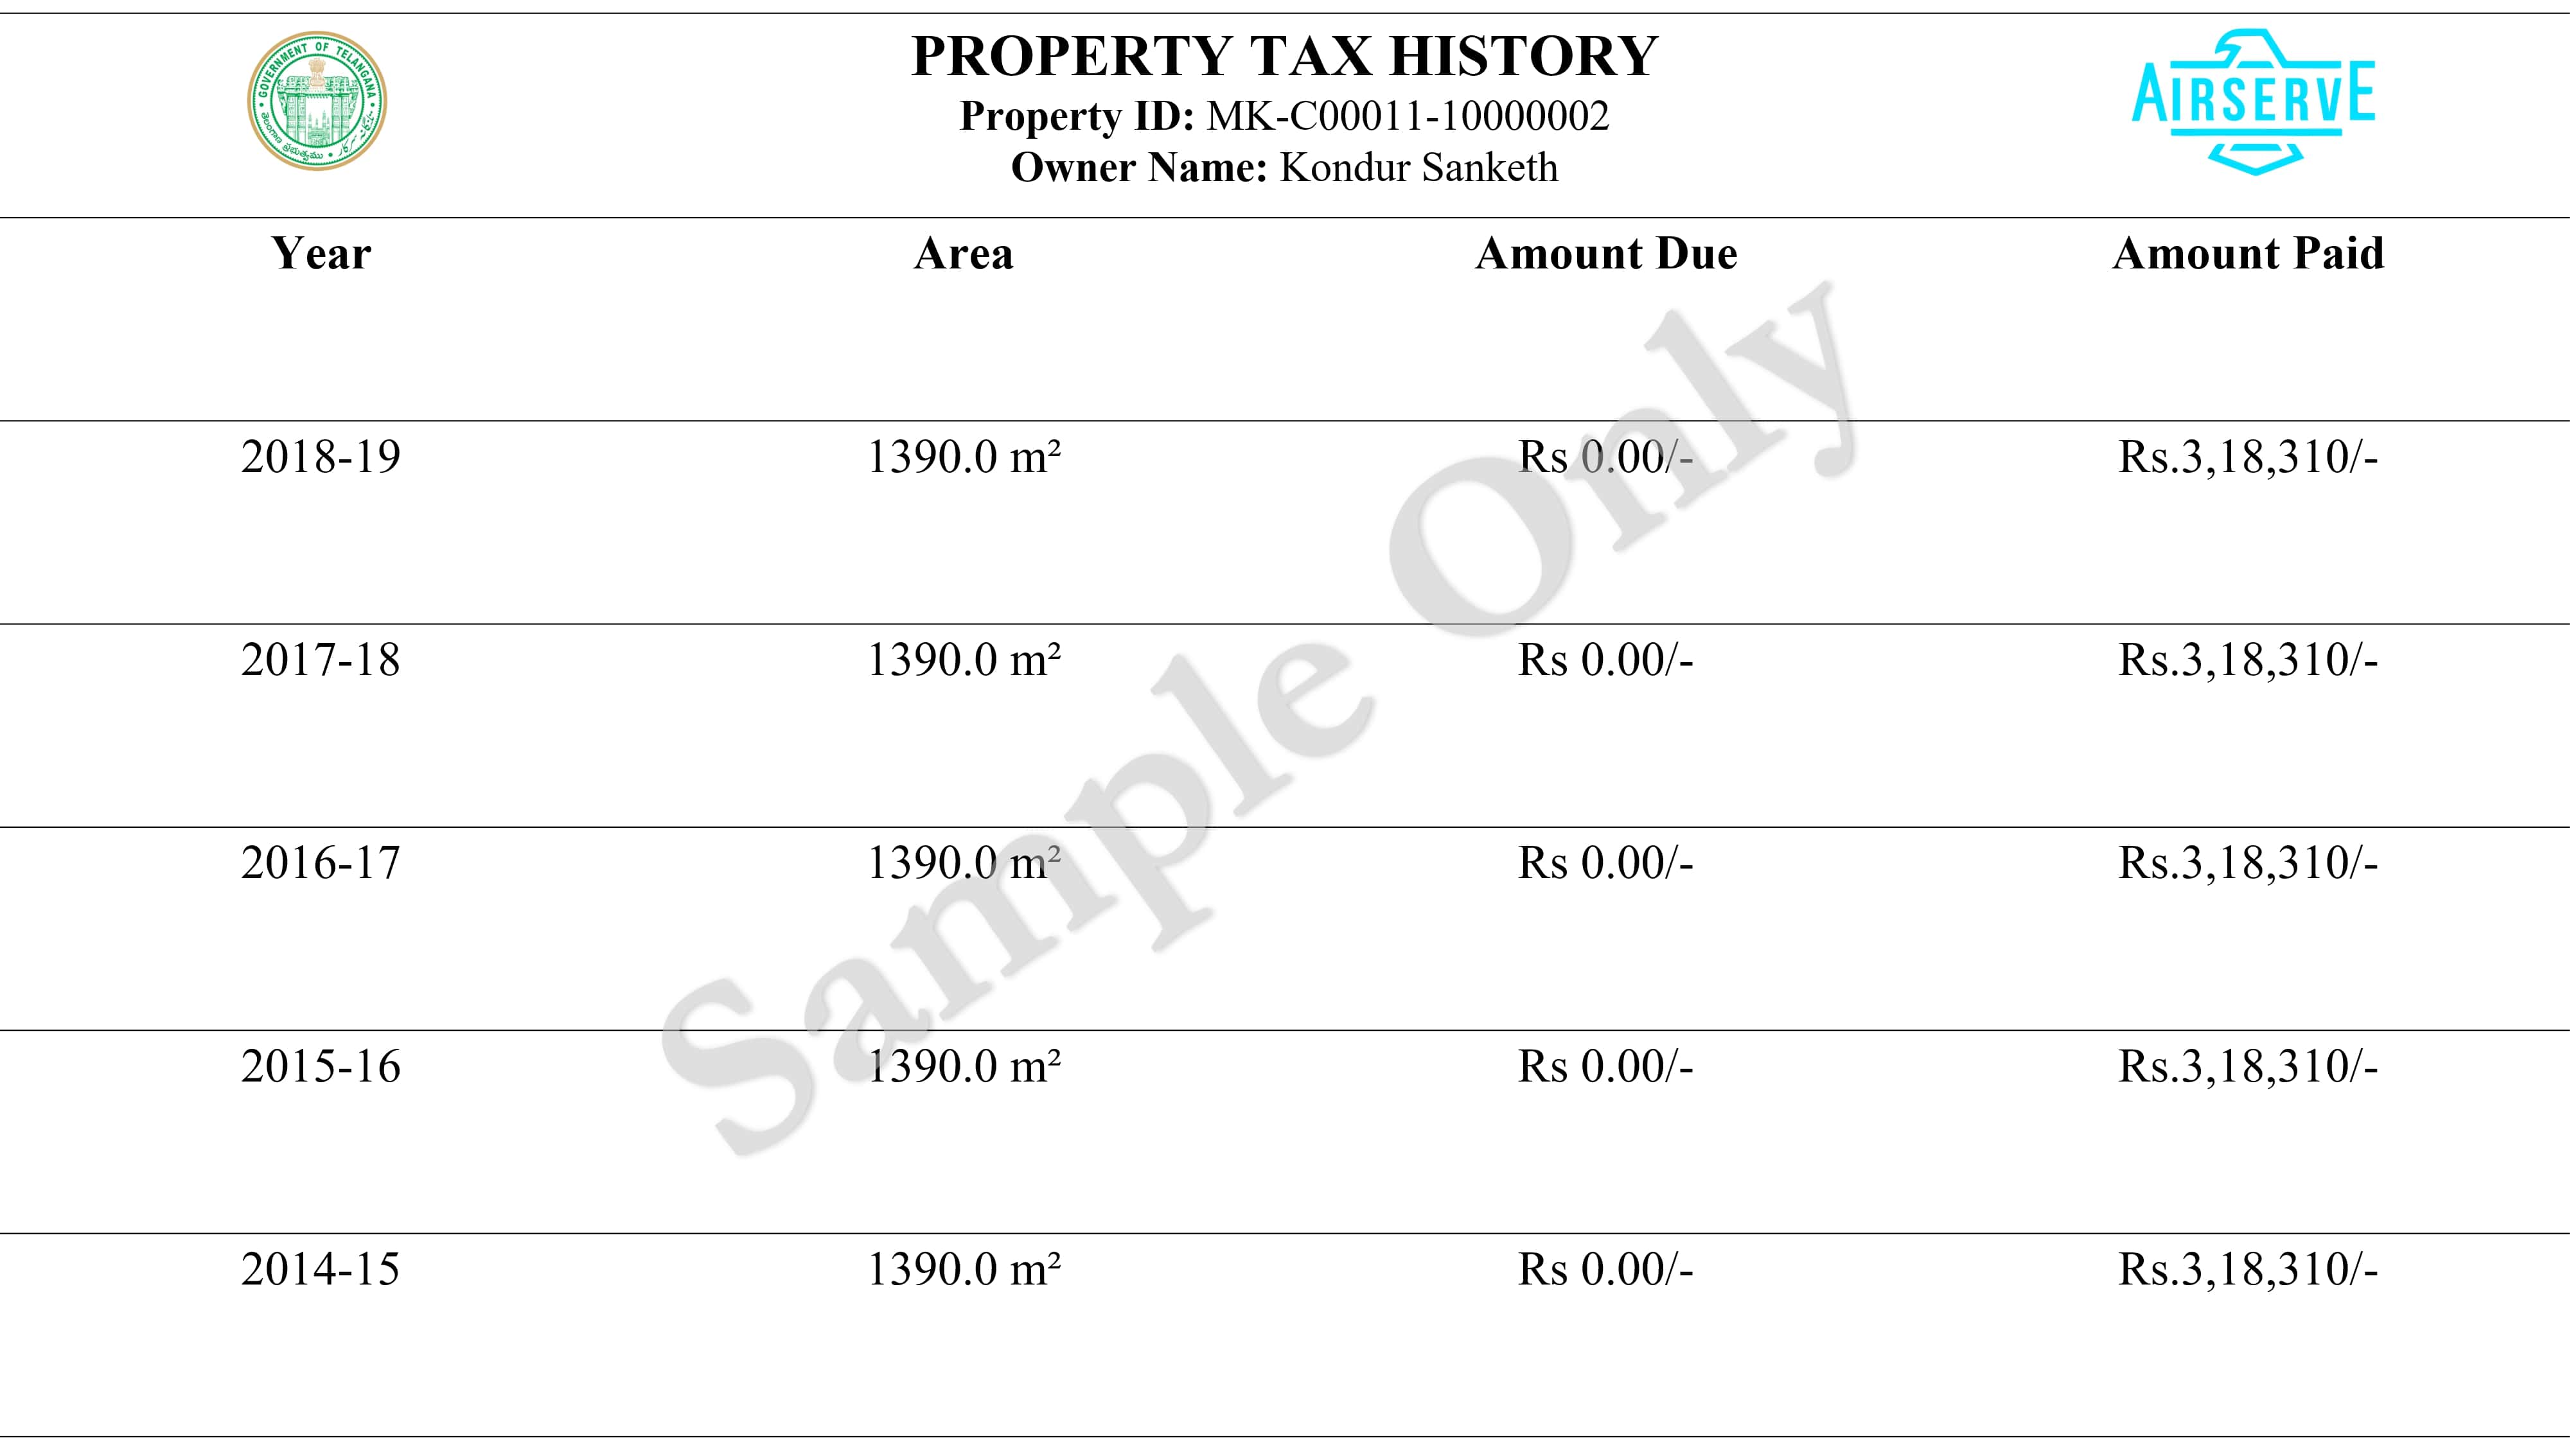 GOVERNMENT OF TELANGANA
తెలంగాణ ప్రభుత్వము
PROPERTY TAX HISTORY
Property ID: MK-C00011-10000002
Owner Name: Kondur Sanketh
AIRSERVE
Year Area Amount Due Amount Paid
2018-19 1390.0 m² Rs 0.00/- Rs.3,18,310/-
2017-18 1390.0 m² Rs 0.00/- Rs.3,18,310/-
2016-17 1390.0 m² Rs 0.00/- Rs.3,18,310/-
2015-16 1390.0 m² Rs 0.00/- Rs.3,18,310/-
2014-15 1390.0 m² Rs 0.00/- Rs.3,18,310/-
Sample Only